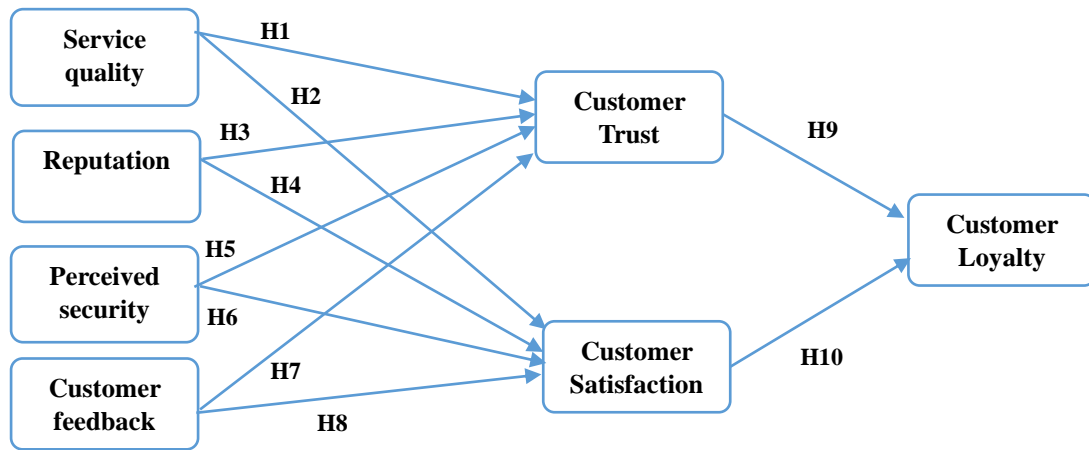 Service
quality
H1
H2
Customer
Trust
H3
Reputation
H4
H9
Customer
Loyalty
H5
Perceived
security
H6
Customer
Satisfaction
H10
H7
Customer
feedback
H8